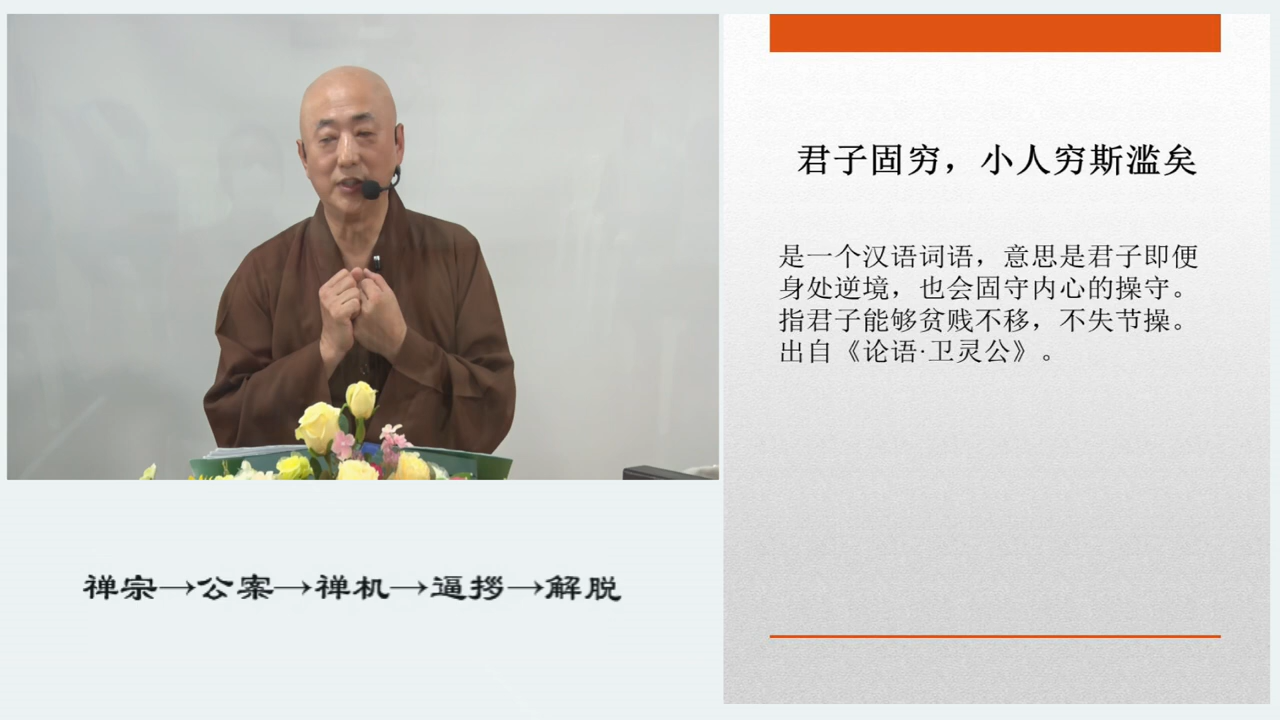 君子固穷，小人穷斯滥矣
是一个汉语词语，意思是君子即便
身处逆境，也会固守内心的操守。
指君子能够贫贱不移，不失节操。
出自《论语·卫灵公》。
禅宗→公案→禅机→逼拶→解脱